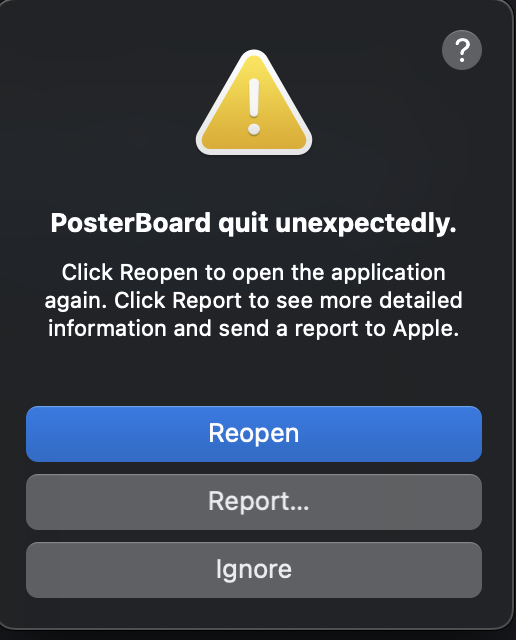 ?
PosterBoard quit unexpectedly.
Click Reopen to open the application
again. Click Report to see more detailed
information and send a report to Apple.
Reopen
Report...
Ignore